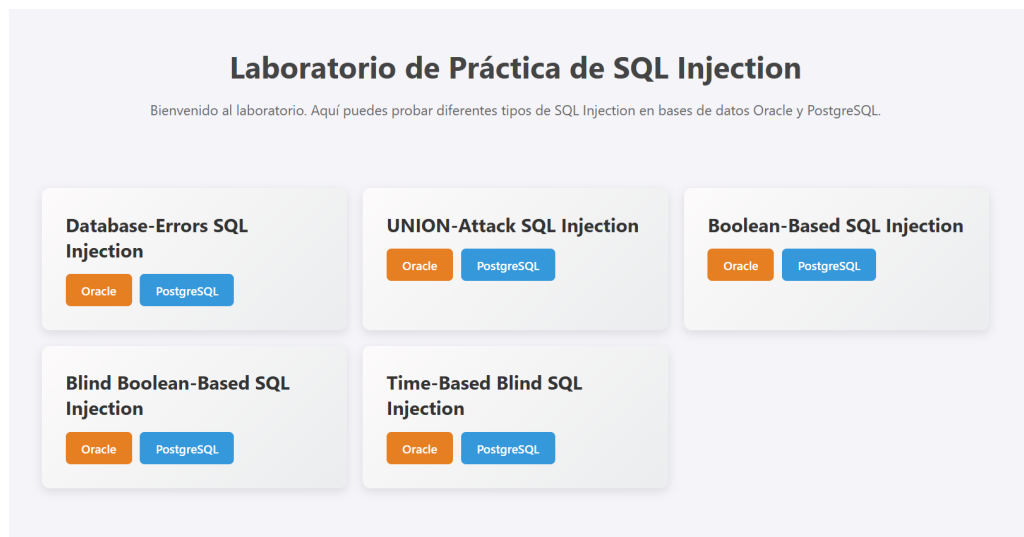 Laboratorio de Práctica de SQL Injection
Bienvenido al laboratorio. Aquí puedes probar diferentes tipos de SQL Injection en bases de datos Oracle y PostgreSQL.
Database-Errors SQL
Injection
Oracle PostgreSQL
UNION-Attack SQL Injection
Oracle PostgreSQL
Boolean-Based SQL Injection
Oracle PostgreSQL
Blind Boolean-Based SQL
Injection
Oracle PostgreSQL
Time-Based Blind SQL
Injection
Oracle PostgreSQL